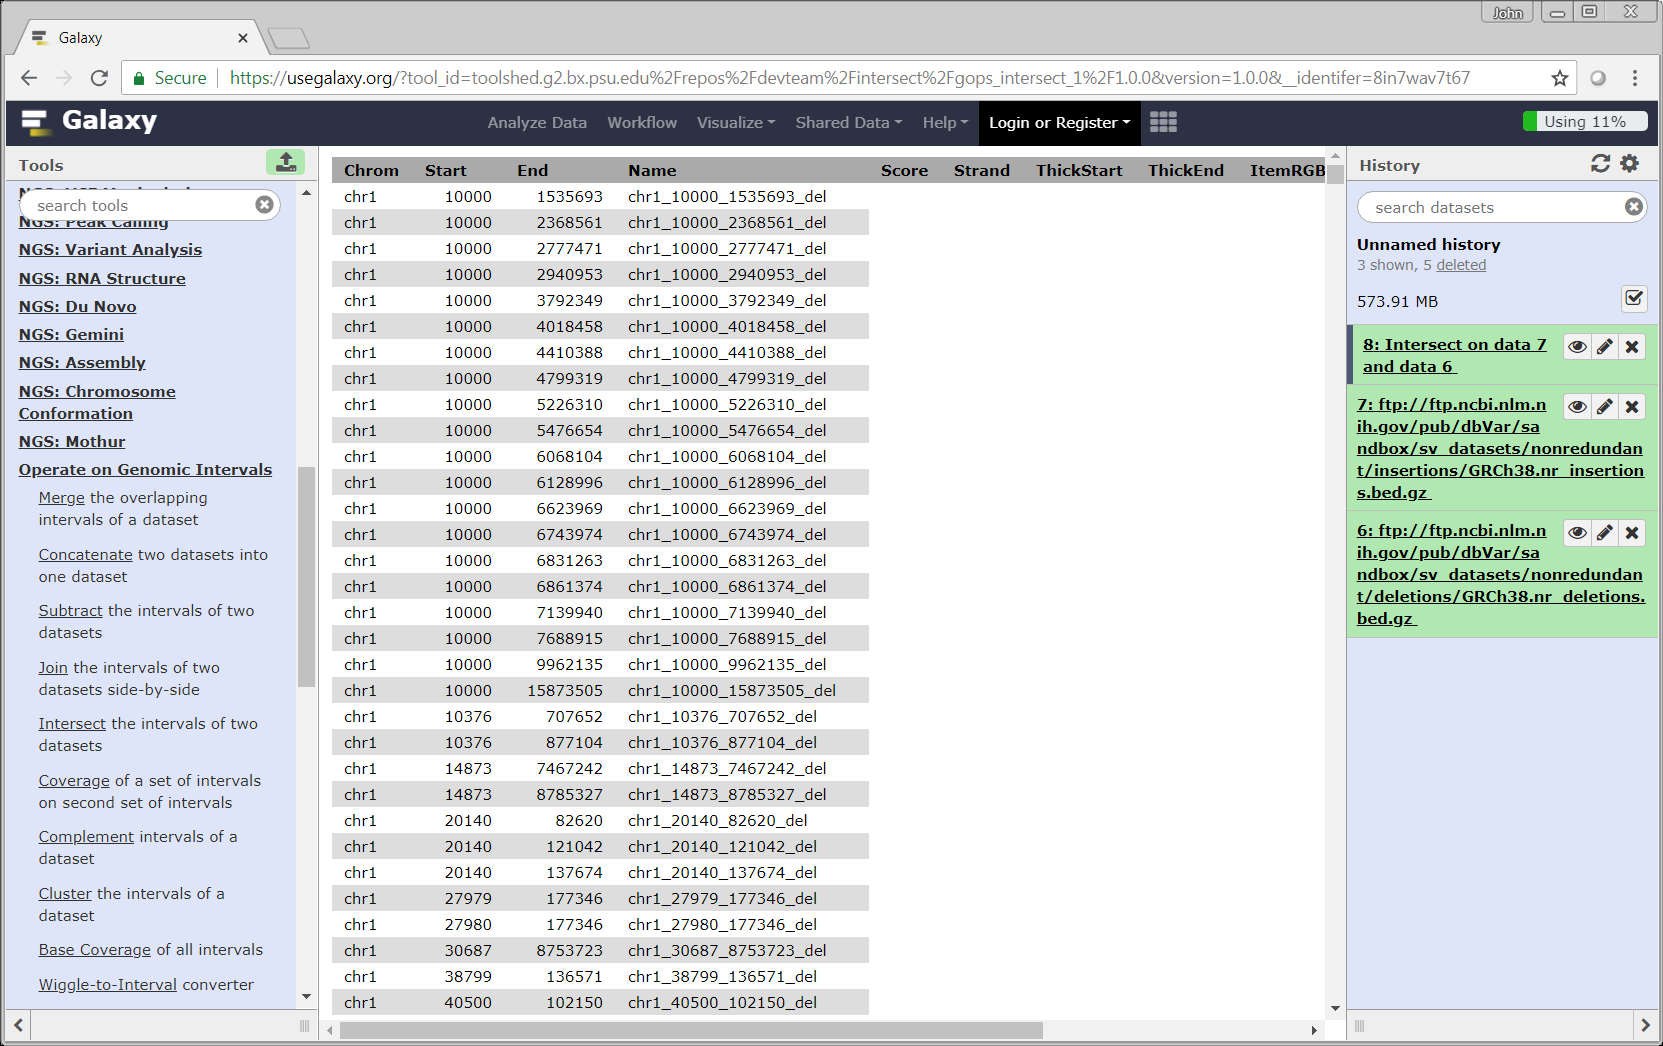 John
Galaxy
Secure
https://usegalaxy.org/?tool_id=toolshed.g2.bx.psu.edu%2Frepos%2Fdevteam%2Fintersect%2Fgops_intersect_1%2F1.0.0&version=1.0.0&__identifer=8in7wav7t67
Galaxy
Analyze Data
Workflow
Visualize
Shared Data
Help
Login or Register
Using 11%
Tools
search tools
NGS: Peak Calling
NGS: Variant Analysis
NGS: RNA Structure
NGS: Du Novo
NGS: Gemini
NGS: Assembly
NGS: Chromosome
Conformation
NGS: Mothur
Operate on Genomic Intervals
Merge the overlapping
intervals of a dataset
Concatenate two datasets into
one dataset
Subtract the intervals of two
datasets
Join the intervals of two
datasets side-by-side
Intersect the intervals of two
datasets
Coverage of a set of intervals
on second set of intervals
Complement intervals of a
dataset
Cluster the intervals of a
dataset
Base Coverage of all intervals
Wiggle-to-Interval converter
Chrom Start End Name Score Strand ThickStart ThickEnd ItemRGB
chr1 10000 1535693 chr1_10000_1535693_del
chr1 10000 2368561 chr1_10000_2368561_del
chr1 10000 2777471 chr1_10000_2777471_del
chr1 10000 2940953 chr1_10000_2940953_del
chr1 10000 3792349 chr1_10000_3792349_del
chr1 10000 4018458 chr1_10000_4018458_del
chr1 10000 4410388 chr1_10000_4410388_del
chr1 10000 4799319 chr1_10000_4799319_del
chr1 10000 5226310 chr1_10000_5226310_del
chr1 10000 5476654 chr1_10000_5476654_del
chr1 10000 6068104 chr1_10000_6068104_del
chr1 10000 6128996 chr1_10000_6128996_del
chr1 10000 6623969 chr1_10000_6623969_del
chr1 10000 6743974 chr1_10000_6743974_del
chr1 10000 6831263 chr1_10000_6831263_del
chr1 10000 6861374 chr1_10000_6861374_del
chr1 10000 7139940 chr1_10000_7139940_del
chr1 10000 7688915 chr1_10000_7688915_del
chr1 10000 9962135 chr1_10000_9962135_del
chr1 10000 15873505 chr1_10000_15873505_del
chr1 10376 707652 chr1_10376_707652_del
chr1 10376 877104 chr1_10376_877104_del
chr1 14873 7467242 chr1_14873_7467242_del
chr1 14873 8785327 chr1_14873_8785327_del
chr1 20140 82620 chr1_20140_82620_del
chr1 20140 121042 chr1_20140_121042_del
chr1 20140 137674 chr1_20140_137674_del
chr1 27979 177346 chr1_27979_177346_del
chr1 27980 177346 chr1_27980_177346_del
chr1 30687 8753723 chr1_30687_8753723_del
chr1 38799 136571 chr1_38799_136571_del
chr1 40500 102150 chr1_40500_102150_del
History
search datasets
Unnamed history
3 shown, 5 deleted
573.91 MB
8: Intersect on data 7
and data 6
7: ftp://ftp.ncbi.nlm.n
ih.gov/pub/dbVar/sa
ndbox/sv_datasets/nonredundan
t/insertions/GRCh38.nr_insertion
s.bed.gz
6: ftp://ftp.ncbi.nlm.n
ih.gov/pub/dbVar/sa
ndbox/sv_datasets/nonredundan
t/deletions/GRCh38.nr_deletions.
bed.gz